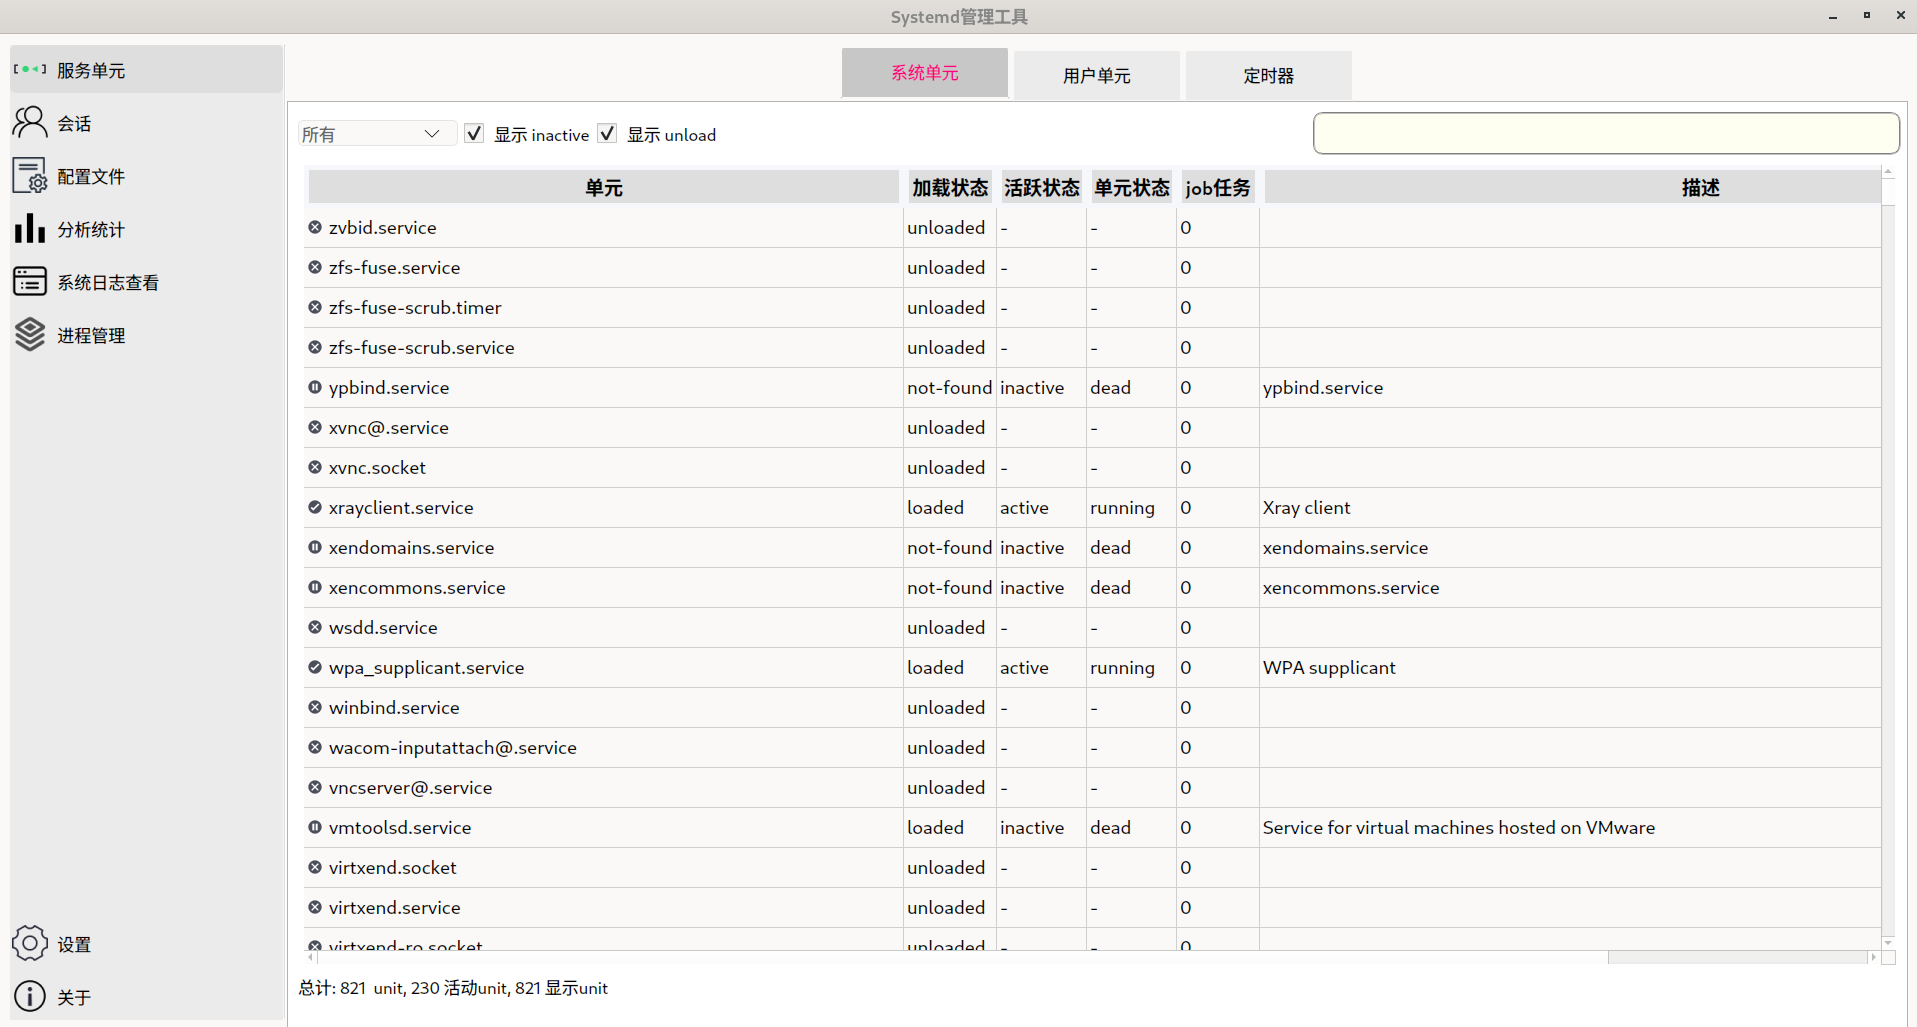 Systemd管理工具
服务单元
会话
配置文件
分析统计
系统日志查看
进程管理
设置
关于
系统单元 用户单元 定时器
所有 显示 inactive 显示 unload
单元 加载状态 活跃状态 单元状态 job任务 描述
zvbid.service unloaded - - 0
zfs-fuse.service unloaded - - 0
zfs-fuse-scrub.timer unloaded - - 0
zfs-fuse-scrub.service unloaded - - 0
ypbind.service not-found inactive dead 0 ypbind.service
xvnc@.service unloaded - - 0
xvnc.socket unloaded - - 0
xrayclient.service loaded active running 0 Xray client
xendomains.service not-found inactive dead 0 xendomains.service
xencommons.service not-found inactive dead 0 xencommons.service
wsdd.service unloaded - - 0
wpa_supplicant.service loaded active running 0 WPA supplicant
winbind.service unloaded - - 0
wacom-inputattach@.service unloaded - - 0
vncserver@.service unloaded - - 0
vmtoolsd.service loaded inactive dead 0 Service for virtual machines hosted on VMware
virtxend.socket unloaded - - 0
virtxend.service unloaded - - 0
virtxend-ro.socket unloaded - - 0
总计: 821 unit, 230 活动unit, 821 显示unit